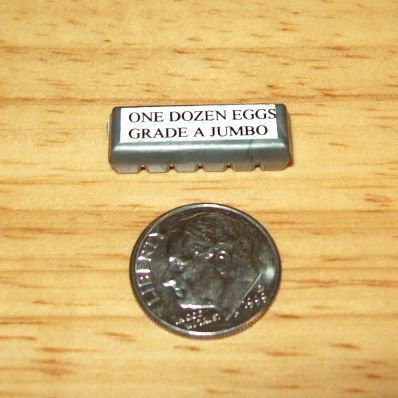 ONE DOZEN EGGS
GRADE A JUMBO
LIBERTY